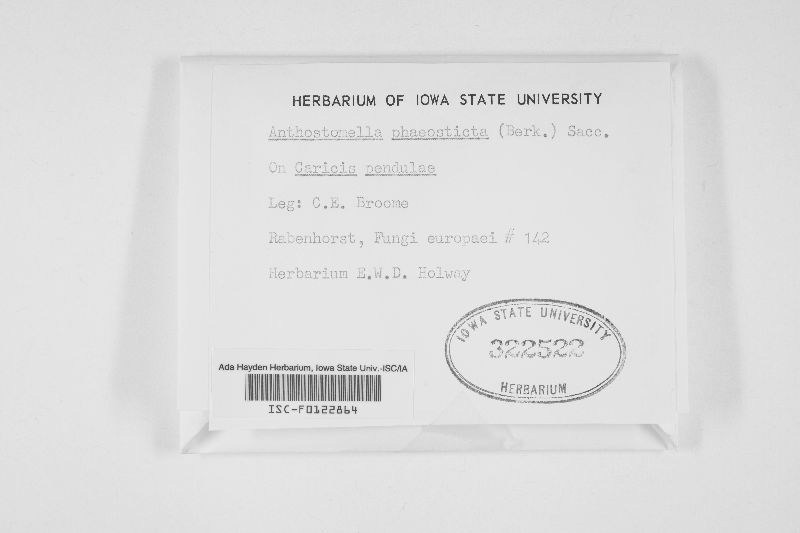 HERBARIUM OF IOWA STATE UNIVERSITY
Anthostomella phaeosticta (Berk.) Sacc.
On Caricis pendulae
Leg: C.E. Broome
Rabenhorst, Fungi europaei # 142
Herbarium E.W.D. Holway
IOWA STATE UNIVERSITY
322522
HERBARIUM
Ada Hayden Herbarium, Iowa State Univ.-ISC/IA
ISC-F0122864